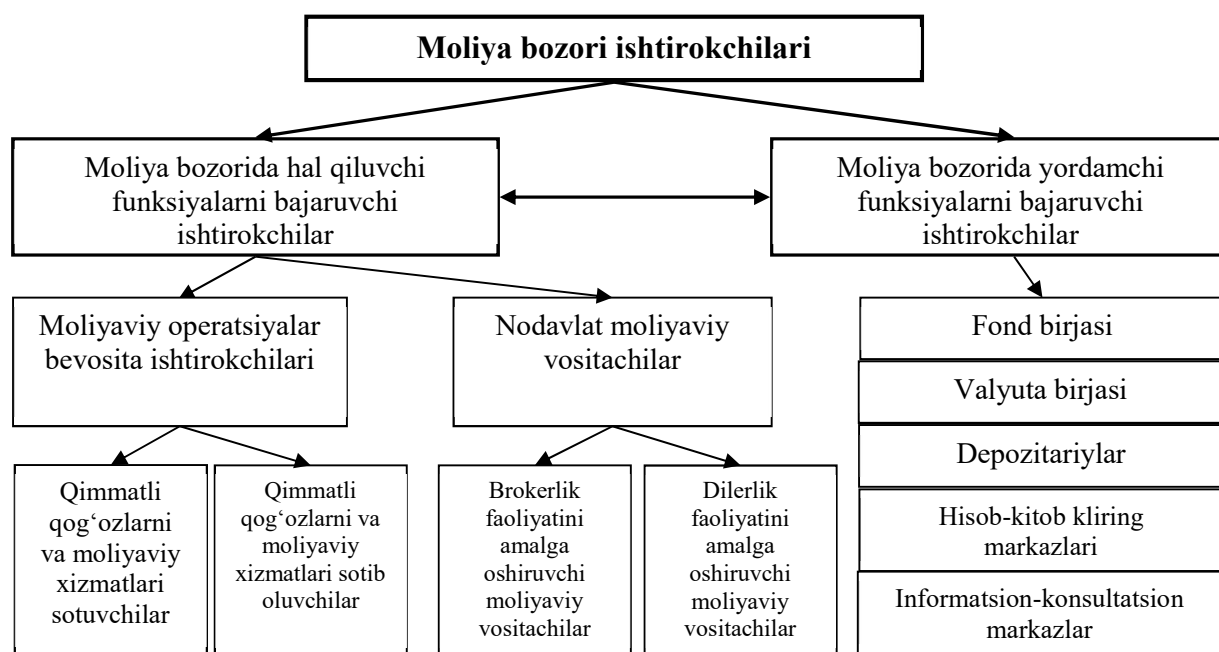 Moliya bozori ishtirokchilari
Moliya bozorida hal qiluvchi
funksiyalarni bajaruvchi
ishtirokchilar
Moliya bozorida yordamchi
funksiyalarni bajaruvchi
ishtirokchilar
Moliyaviy operatsiyalar
bevosita ishtirokchilari
Nodavlat moliyaviy
vositachilar
Fond birjasi
Valyuta birjasi
Depozitariylar
Hisob-kitob kliring
markazlari
Informatsion-konsultatsion
markazlar
Qimmatli
qog‘ozlarni
va moliyaviy
xizmatlari
sotuvchilar
Qimmatli
qog‘ozlarni va
moliyaviy
xizmatlari sotib
oluvchilar
Brokerlik
faoliyatini
amalga
oshiruvchi
moliyaviy
vositachilar
Dilerlik
faoliyatini
amalga
oshiruvchi
moliyaviy
vositachilar